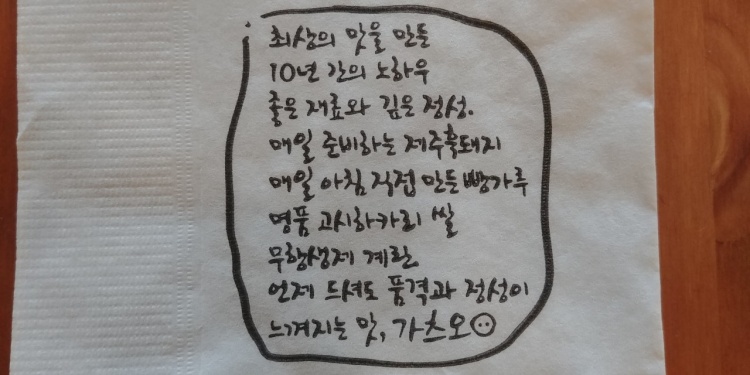 최상의 맛을 만든
10년 간의 노하우
좋은 재료와 깊은 정성.
매일 준비하는 제주흑돼지
매일 아침 직접 만든 빵가루
명품 고시히카리 쌀
무항생제 계란
언제 드셔도 품격과 정성이
느껴지는 맛, 가츠오